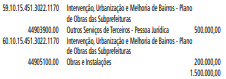 59.10.15.451.3022.1170 Intervenção, Urbanização e Melhoria de Bairros - Plano
de Obras das Subprefeituras
44903900.00 Outros Serviços de Terceiros - Pessoa Jurídica 500.000,00
60.10.15.451.3022.1170 Intervenção, Urbanização e Melhoria de Bairros - Plano
de Obras das Subprefeituras
44905100.00 Obras e Instalações 200.000,00
1.500.000,00